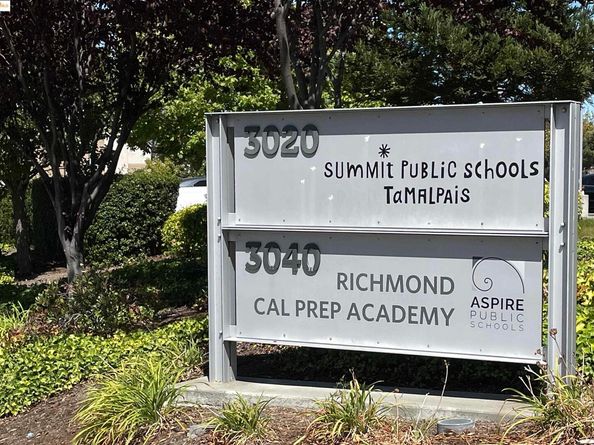 3020
SUMMIT PUBLIC SCHOOLS
TAMALPAIS
3040
RICHMOND
CAL PREP ACADEMY
ASPIRE
PUBLIC
SCHOOLS